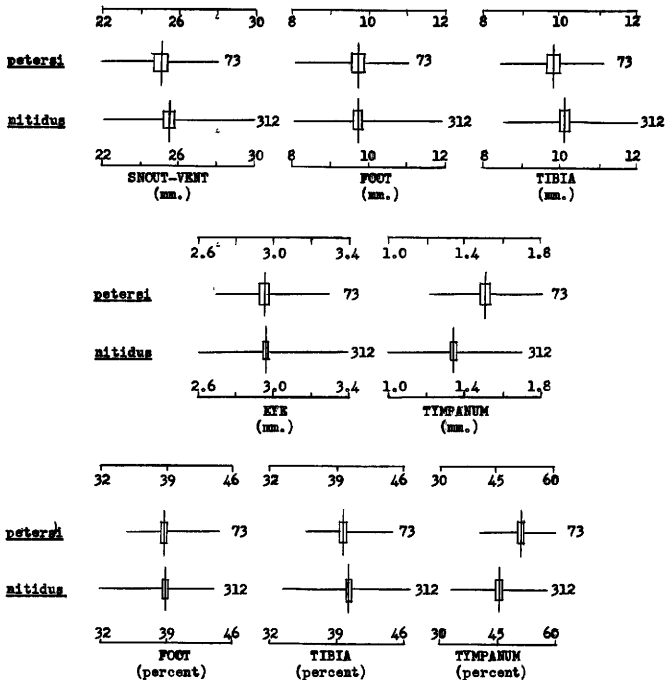 22 26 30 8 10 12 8 10 12
petersi 73 73 73
nitidus 312 312 312
22 26 30 8 10 12 8 10 12
SNOUT-VENT FOOT TIBIA
(mm.) (mm.) (mm.)
2.6 3.0 3.4 1.0 1.4 1.8
petersi 73 73
nitidus 312 312
2.6 3.0 3.4 1.0 1.4 1.8
EYE TYMPANUM
(mm.) (mm.)
32 39 46 32 39 46 30 45 60
petersi 73 73 73
nitidus 312 312 312
32 39 46 32 39 46 30 45 60
FOOT TIBIA TYMPANUM
(percent) (percent) (percent)